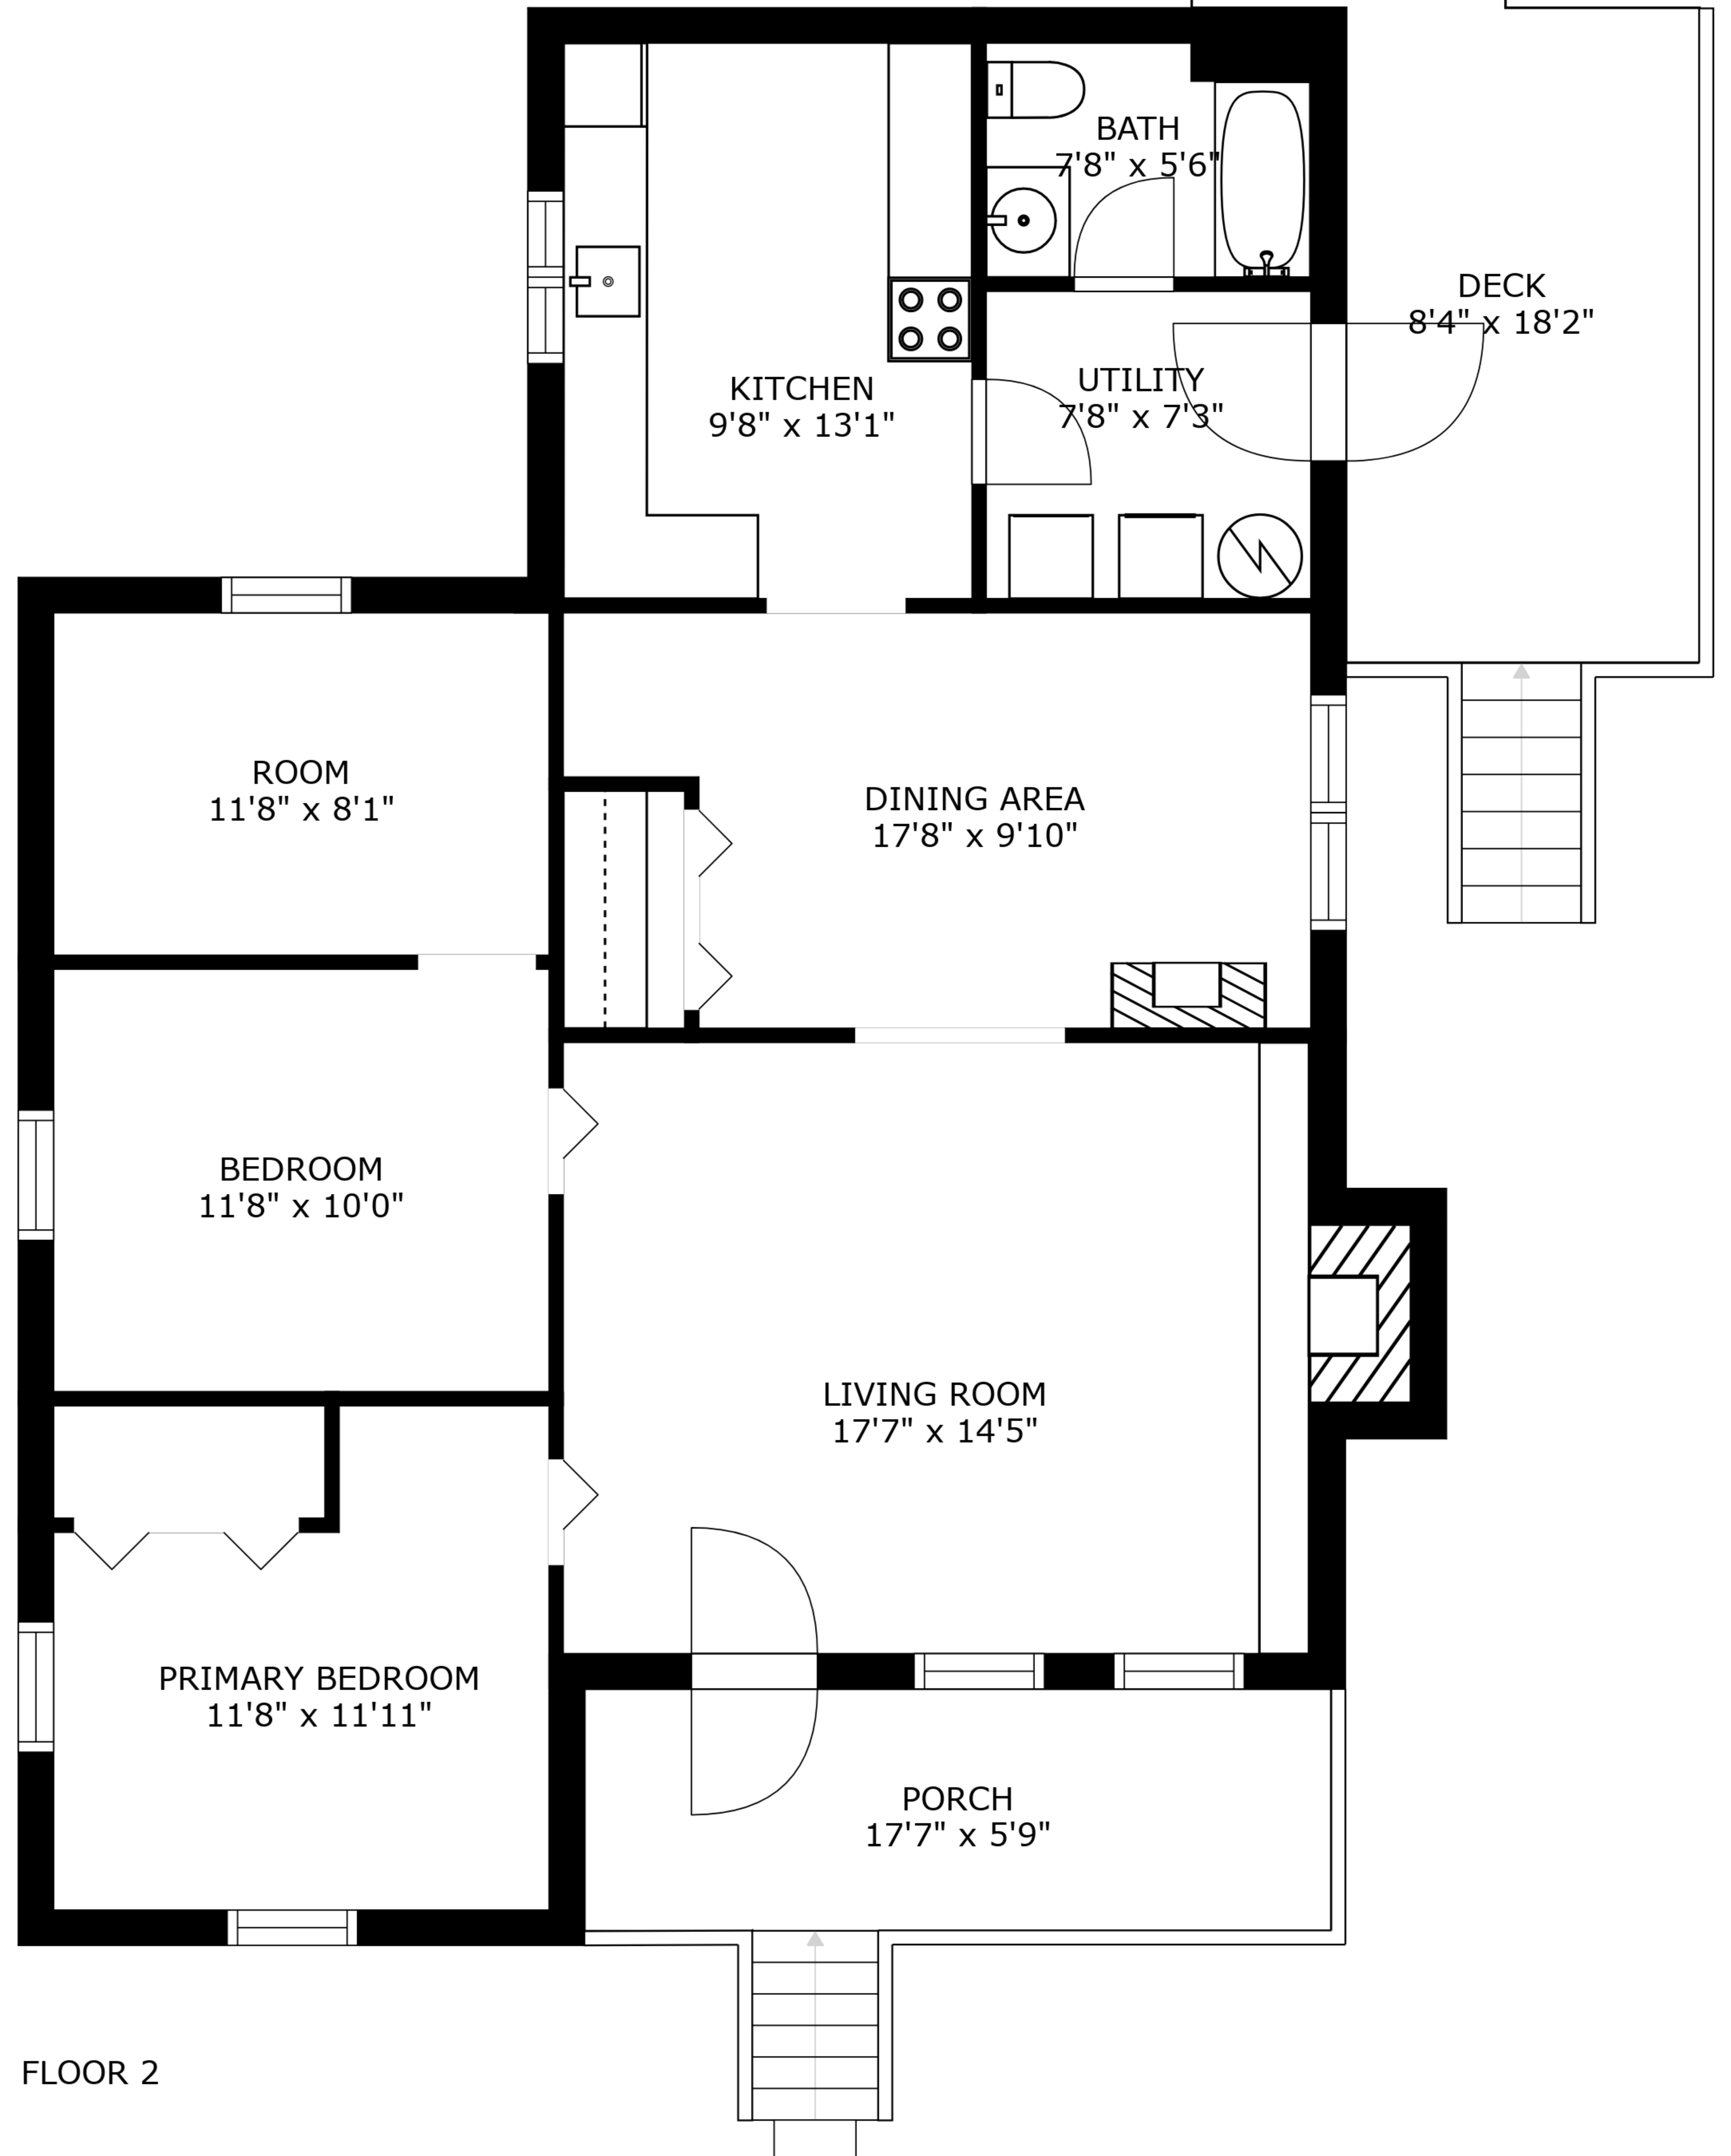 BATH
7'8" x 5'6"
DECK
8'4" x 18'2"
KITCHEN
9'8" x 13'1"
UTILITY
7'8" x 7'3"
ROOM
11'8" x 8'1"
DINING AREA
17'8" x 9'10"
BEDROOM
11'8" x 10'0"
LIVING ROOM
17'7" x 14'5"
PRIMARY BEDROOM
11'8" x 11'11"
PORCH
17'7" x 5'9"
FLOOR 2